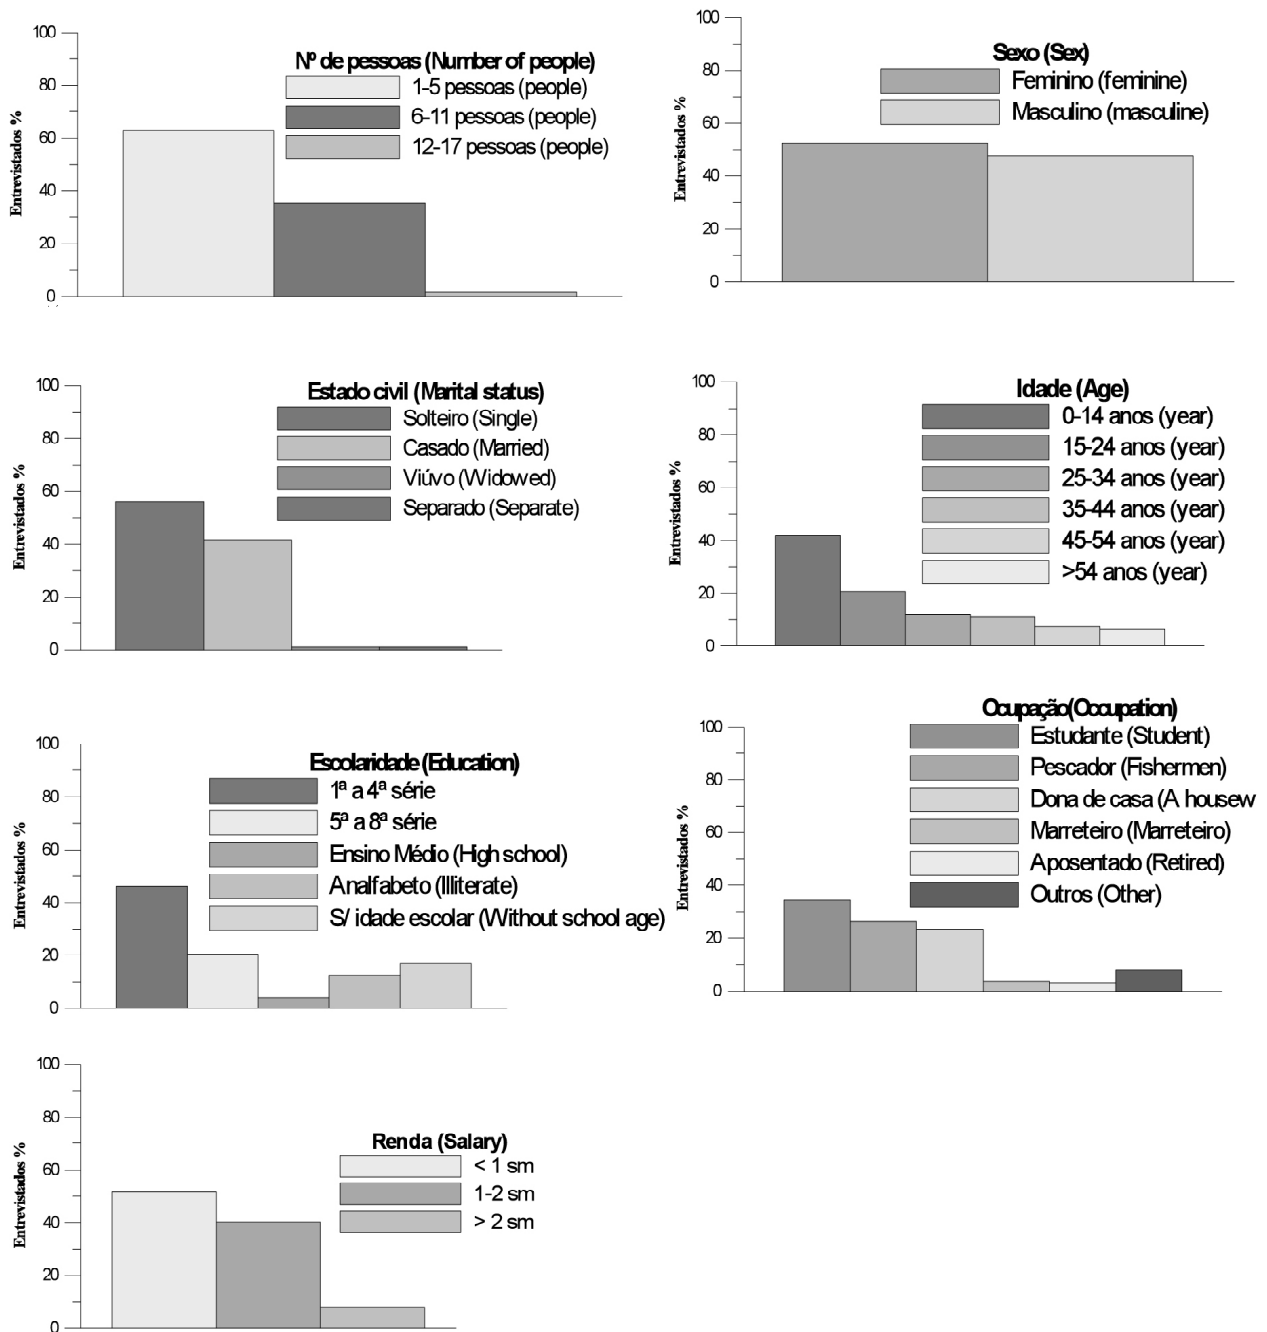 Nº de pessoas (Number of people)
1-5 pessoas (people)
6-11 pessoas (people)
12-17 pessoas (people)
Entrevistados %
100
80
60
40
20
0
Sexo (Sex)
Feminino (feminine)
Masculino (masculine)
Entrevistados %
100
80
60
40
20
0
Estado civil (Marital status)
Solteiro (Single)
Casado (Married)
Viúvo (Widowed)
Separado (Separate)
Entrevistados %
100
80
60
40
20
0
Idade (Age)
0-14 anos (year)
15-24 anos (year)
25-34 anos (year)
35-44 anos (year)
45-54 anos (year)
>54 anos (year)
Entrevistados %
100
80
60
40
20
0
Escolaridade (Education)
1ª a 4ª série
5ª a 8ª série
Ensino Médio (High school)
Analfabeto (Illiterate)
S/ idade escolar (Without school age)
Entrevistados %
100
80
60
40
20
0
Ocupação(Occupation)
Estudante (Student)
Pescador (Fishermen)
Dona de casa (A housew
Marreteiro (Marreteiro)
Aposentado (Retired)
Outros (Other)
Entrevistados %
100
80
60
40
20
0
Renda (Salary)
< 1 sm
1-2 sm
> 2 sm
Entrevistados %
100
80
60
40
20
0